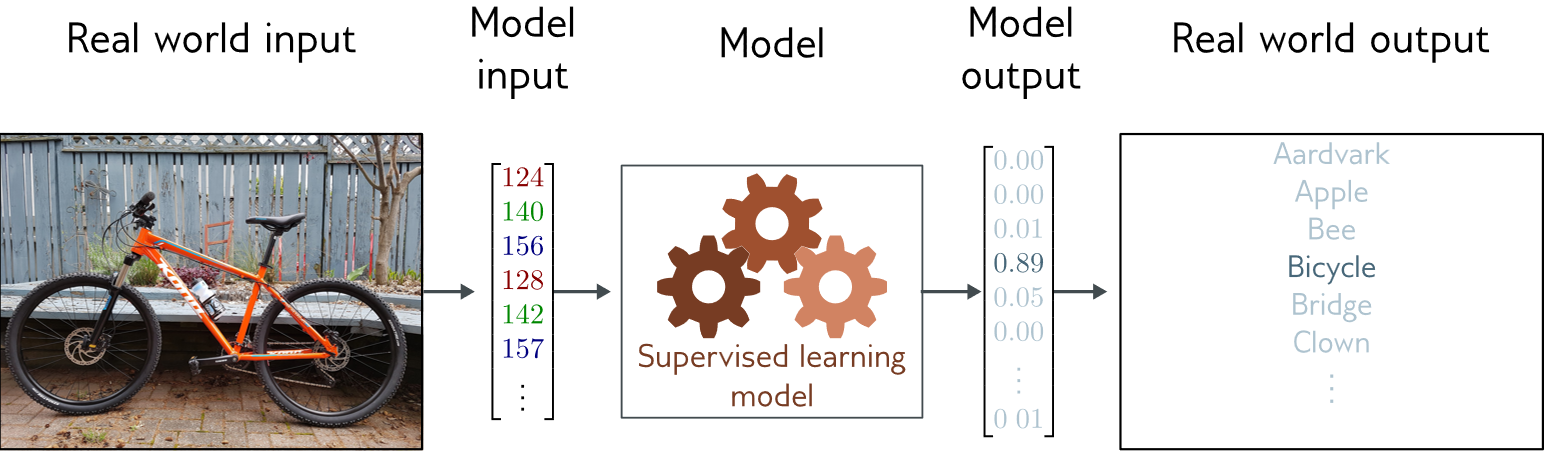 Real world input
Model
input
Model
Model
output
Real world output
124
140
156
128
142
157
⋮
Supervised learning
model
0.00
0.00
0.01
0.89
0.05
0.00
⋮
0 01
Aardvark
Apple
Bee
Bicycle
Bridge
Clown
⋮
KONA